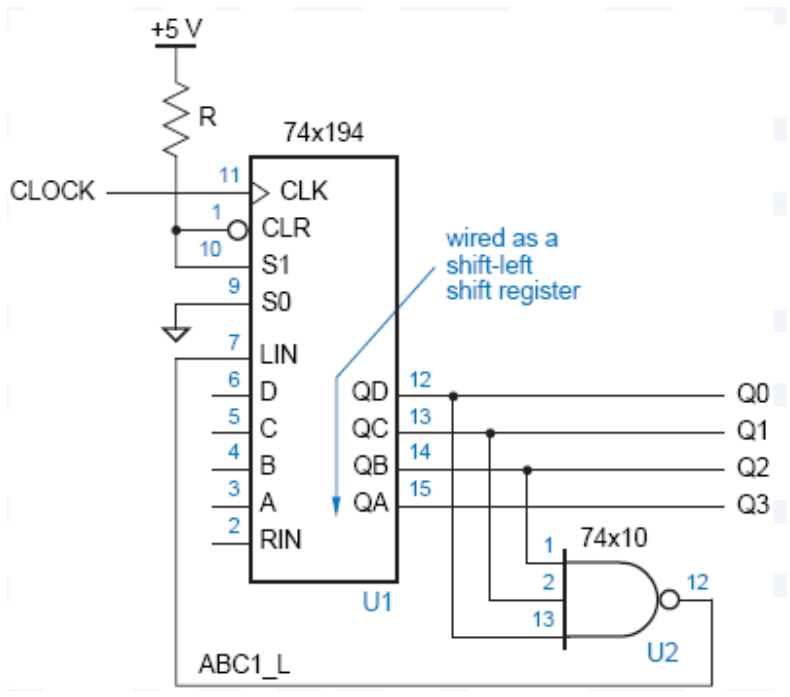 +5 V
R
74x194
CLOCK
11
CLK
1
CLR
10
S1
9
S0
wired as a
shift-left
shift register
7
LIN
6
D
QD
12
Q0
5
C
QC
13
Q1
4
B
QB
14
Q2
3
A
QA
15
Q3
2
RIN
U1
74x10
1
2
13
12
U2
ABC1_L